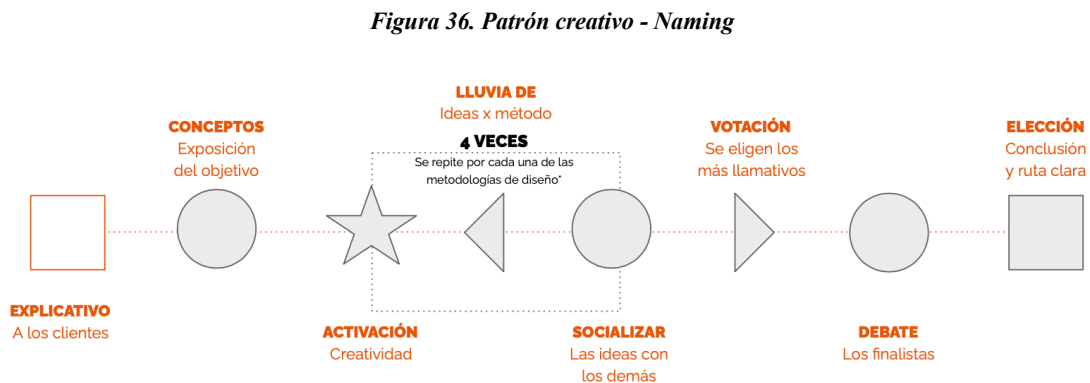 Figura 36. Patrón creativo - Naming
EXPLICATIVO
A los clientes
CONCEPTOS
Exposición
del objetivo
ACTIVACIÓN
Creatividad
LLUVIA DE
Ideas x método
4 VECES
Se repite por cada una de las
metodologías de diseño*
SOCIALIZAR
Las ideas con
los demás
VOTACIÓN
Se eligen los
más llamativos
DEBATE
Los finalistas
ELECCIÓN
Conclusión
y ruta clara